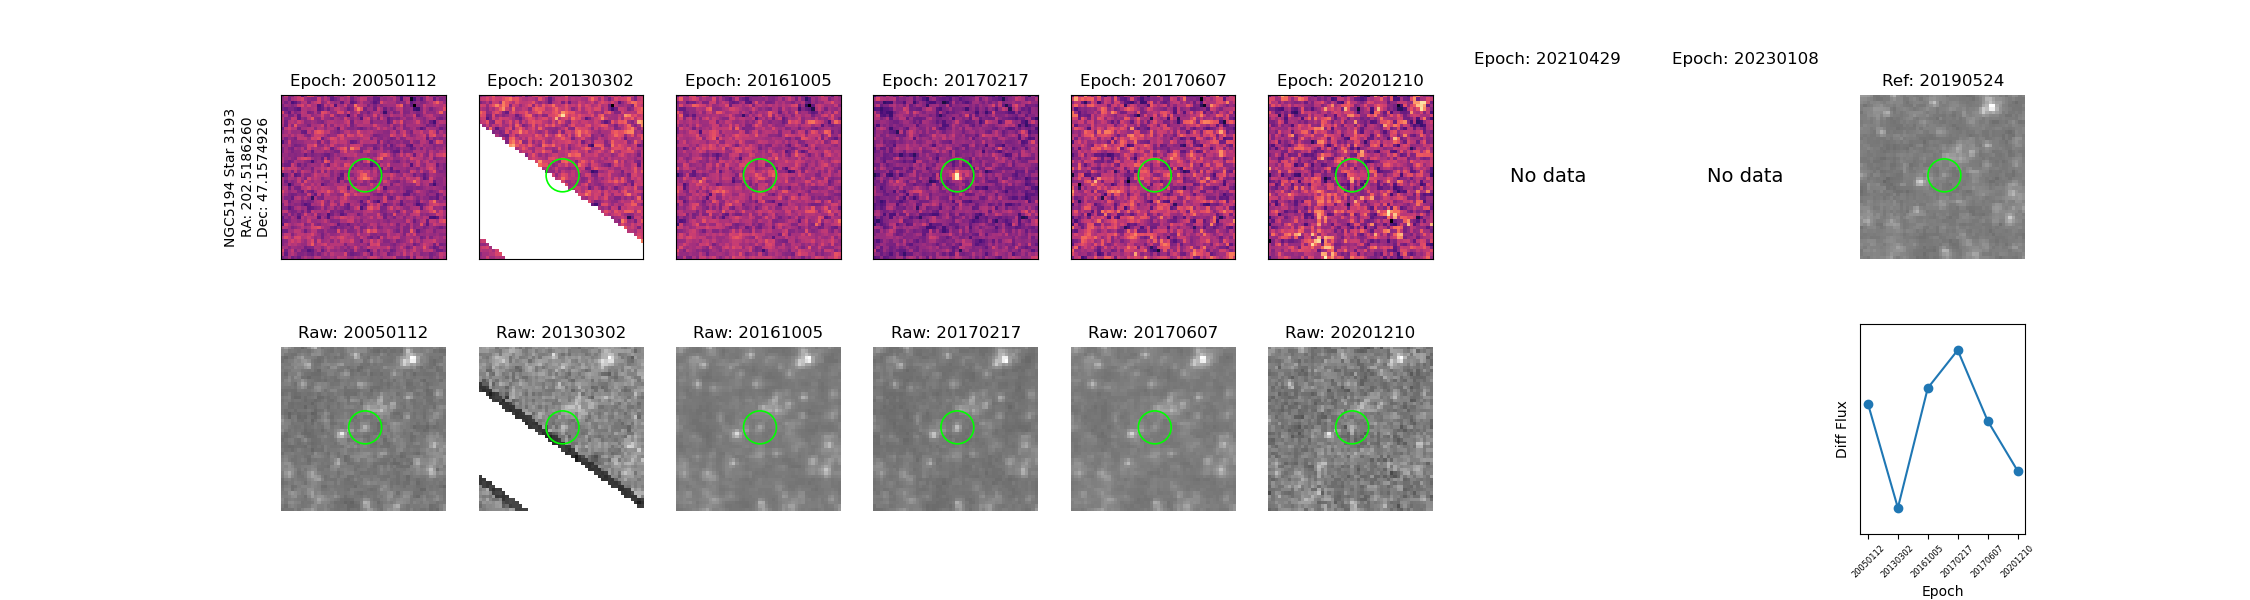 Epoch: 20210429
Epoch: 20230108
Epoch: 20050112
Epoch: 20130302
Epoch: 20161005
Epoch: 20170217
Epoch: 20170607
Epoch: 20201210
Ref: 20190524
NGC5194 Star 3193
RA: 202.5186260
Dec: 47.1574926
No data
No data
Raw: 20050112
Raw: 20130302
Raw: 20161005
Raw: 20170217
Raw: 20170607
Raw: 20201210
Diff Flux
20050112
20130302
20161005
20170217
20170607
20201210
Epoch